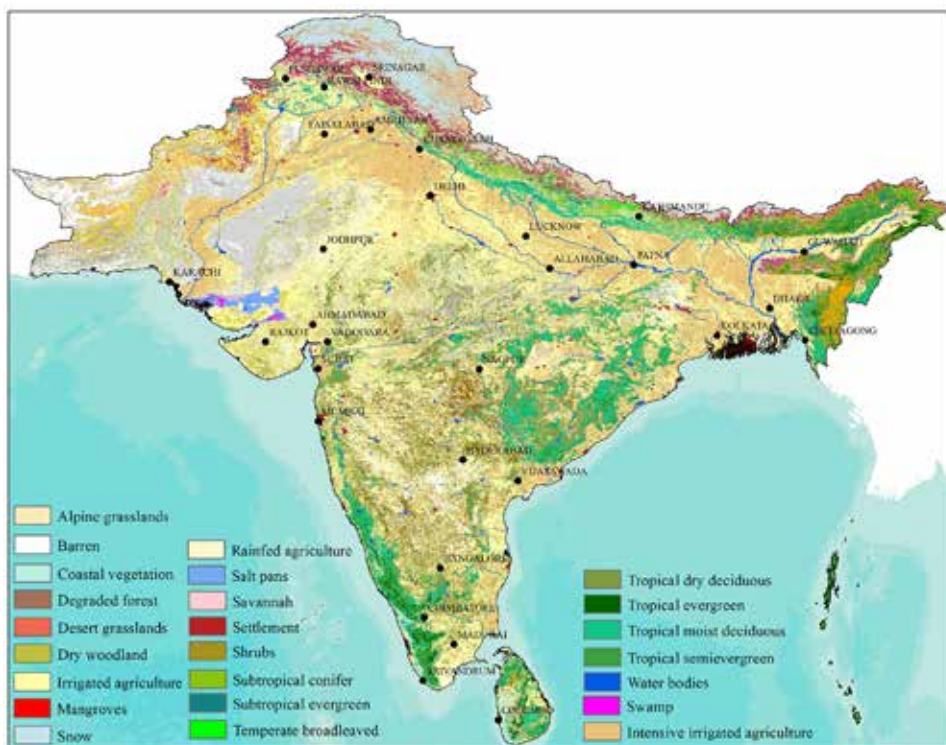 SRINAGAR
RAWALPINDI
FAISALABAD
AMRITSAR
CHANDIGARH
DELHI
KATHMANDU
LUCKNOW
GUWAHATI
JODHPUR
ALLAHABAD
PATNA
KARACHI
DHAKA
AHMADABAD
KOLKATA
CHITTAGONG
RAJKOT
VADODARA
SURAT
NAGPUR
MUMBAI
HYDERABAD
VIJAYAWADA
BANGALORE
COIMBATORE
MADURAI
TRIVANDRUM
COLOMBO
Alpine grasslands
Barren
Coastal vegetation
Degraded forest
Desert grasslands
Dry woodland
Irrigated agriculture
Mangroves
Snow
Rainfed agriculture
Salt pans
Savannah
Settlement
Shrubs
Subtropical conifer
Subtropical evergreen
Temperate broadleaved
Tropical dry deciduous
Tropical evergreen
Tropical moist deciduous
Tropical semievergreen
Water bodies
Swamp
Intensive irrigated agriculture